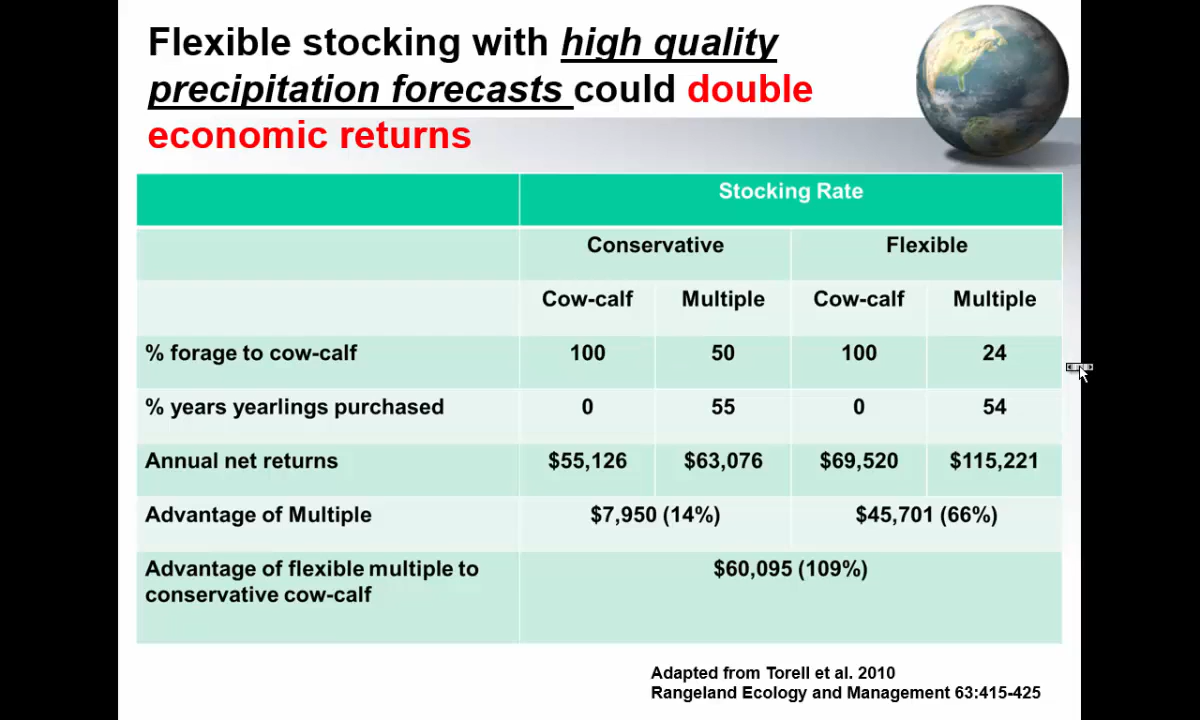 Flexible stocking with high quality
precipitation forecasts could double
economic returns
Stocking Rate
Conservative Flexible
Cow-calf Multiple Cow-calf Multiple
% forage to cow-calf 100 50 100 24
% years yearlings purchased 0 55 0 54
Annual net returns $55,126 $63,076 $69,520 $115,221
Advantage of Multiple $7,950 (14%) $45,701 (66%)
Advantage of flexible multiple to $60,095 (109%)
conservative cow-calf
Adapted from Torell et al. 2010
Rangeland Ecology and Management 63:415-425